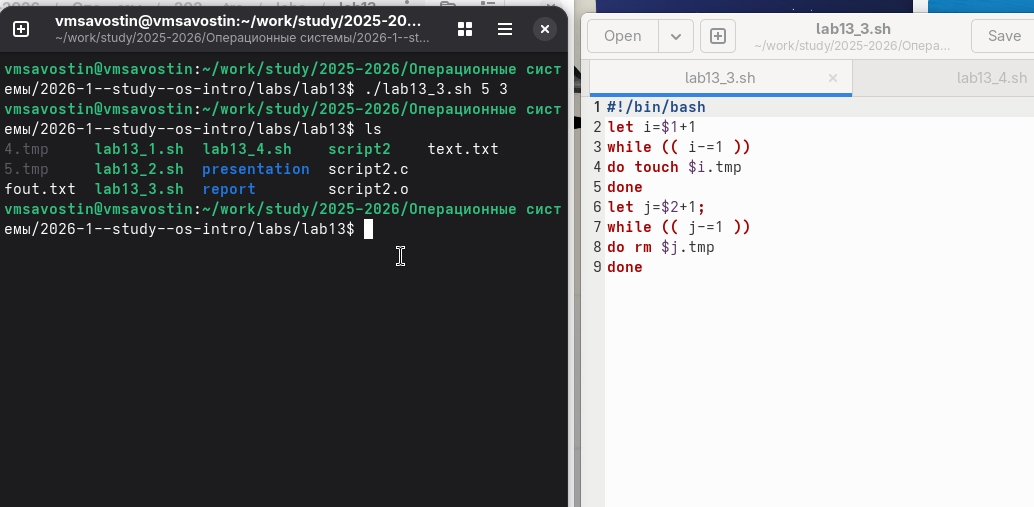 vmsavostin@vmsavostin:~/work/study/2025-20...
~/work/study/2025-2026/Операционные системы/2026-1--st...
vmsavostin@vmsavostin:~/work/study/2025-2026/Операционные сист
емы/2026-1--study--os-intro/labs/lab13$ ./lab13_3.sh 5 3
vmsavostin@vmsavostin:~/work/study/2025-2026/Операционные сист
емы/2026-1--study--os-intro/labs/lab13$ ls
4.tmp lab13_1.sh lab13_4.sh script2 text.txt
5.tmp lab13_2.sh presentation script2.c
fout.txt lab13_3.sh report script2.o
vmsavostin@vmsavostin:~/work/study/2025-2026/Операционные сист
емы/2026-1--study--os-intro/labs/lab13$
Open
lab13_3.sh
~/work/study/2025-2026/Опера...
Save
lab13_3.sh
lab13_4.sh
1 #!/bin/bash
2 let i=$1+1
3 while (( i-=1 ))
4 do touch $i.tmp
5 done
6 let j=$2+1;
7 while (( j-=1 ))
8 do rm $j.tmp
9 done